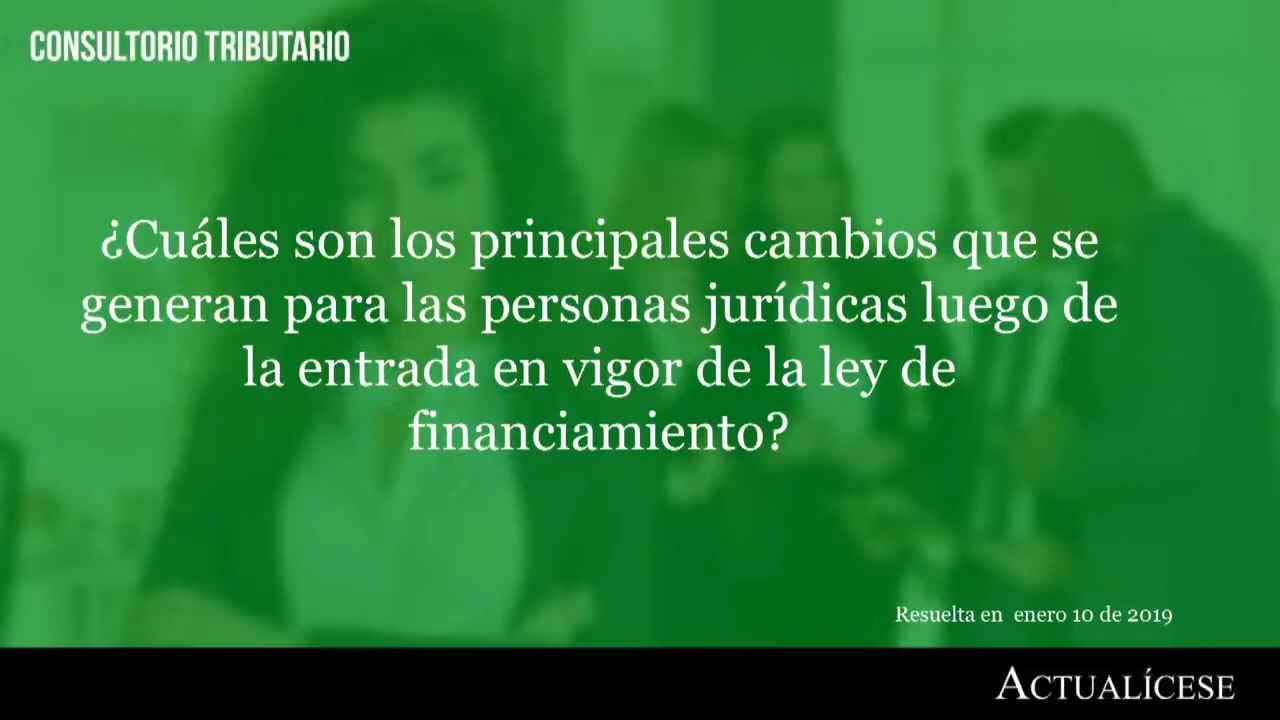 CONSULTORIO TRIBUTARIO
¿Cuáles son los principales cambios que se
generan para las personas jurídicas luego de
la entrada en vigor de la ley de
financiamiento?
Resuelta en enero 10 de 2019
ACTUALÍCESE